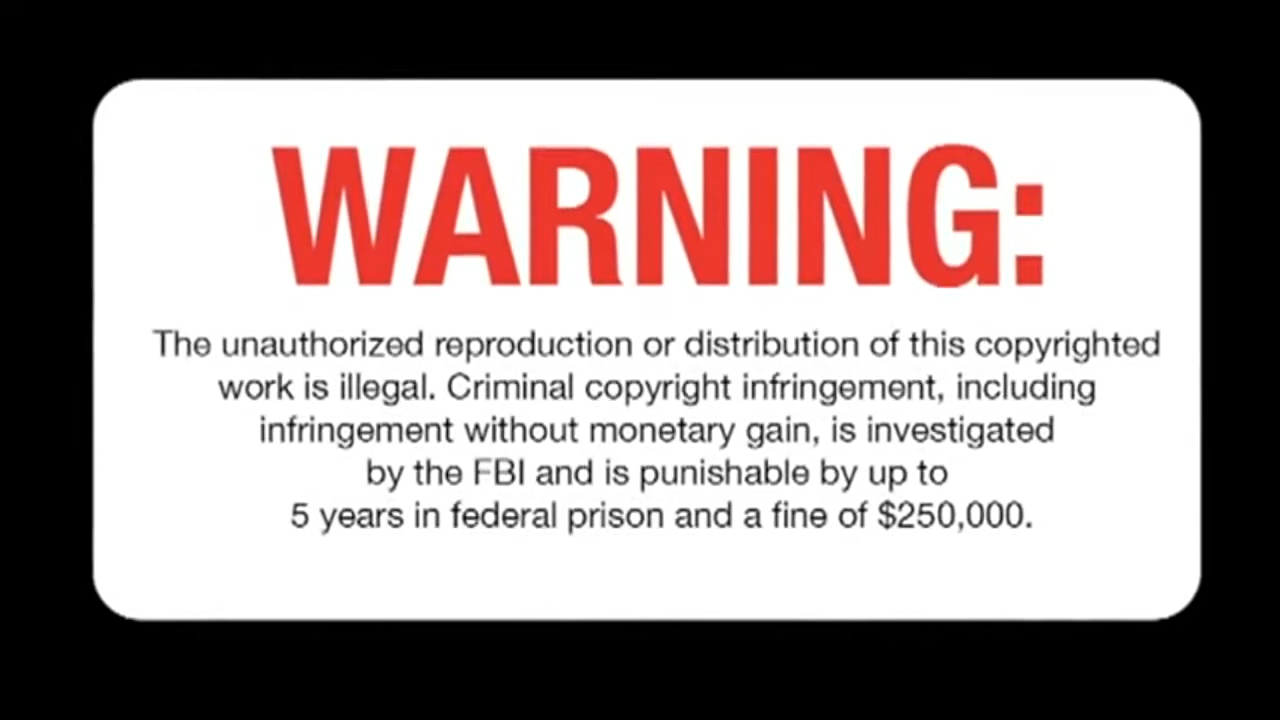 WARNING:
The unauthorized reproduction or distribution of this copyrighted
work is illegal. Criminal copyright infringement, including
infringement without monetary gain, is investigated
by the FBI and is punishable by up to
5 years in federal prison and a fine of $250,000.